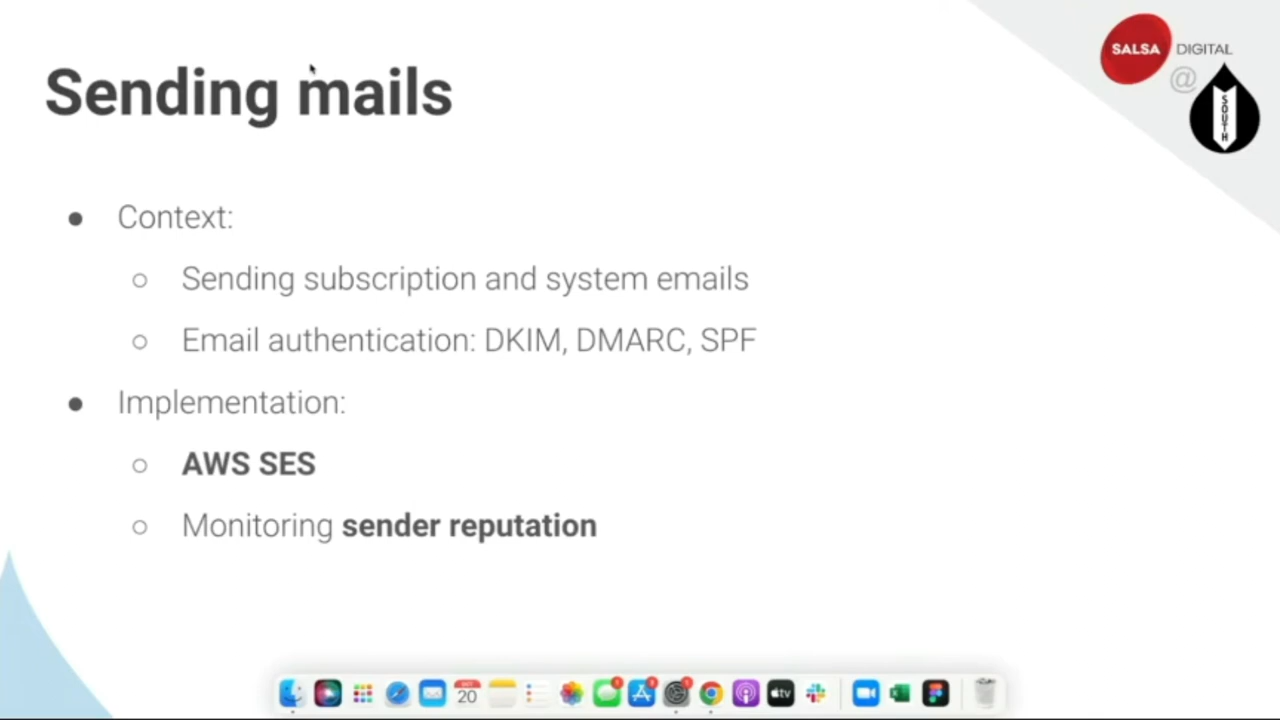 SALSA DIGITAL
@
SOUTH
Sending mails
● Context:
○ Sending subscription and system emails
○ Email authentication: DKIM, DMARC, SPF
● Implementation:
○ AWS SES
○ Monitoring sender reputation
20
tv